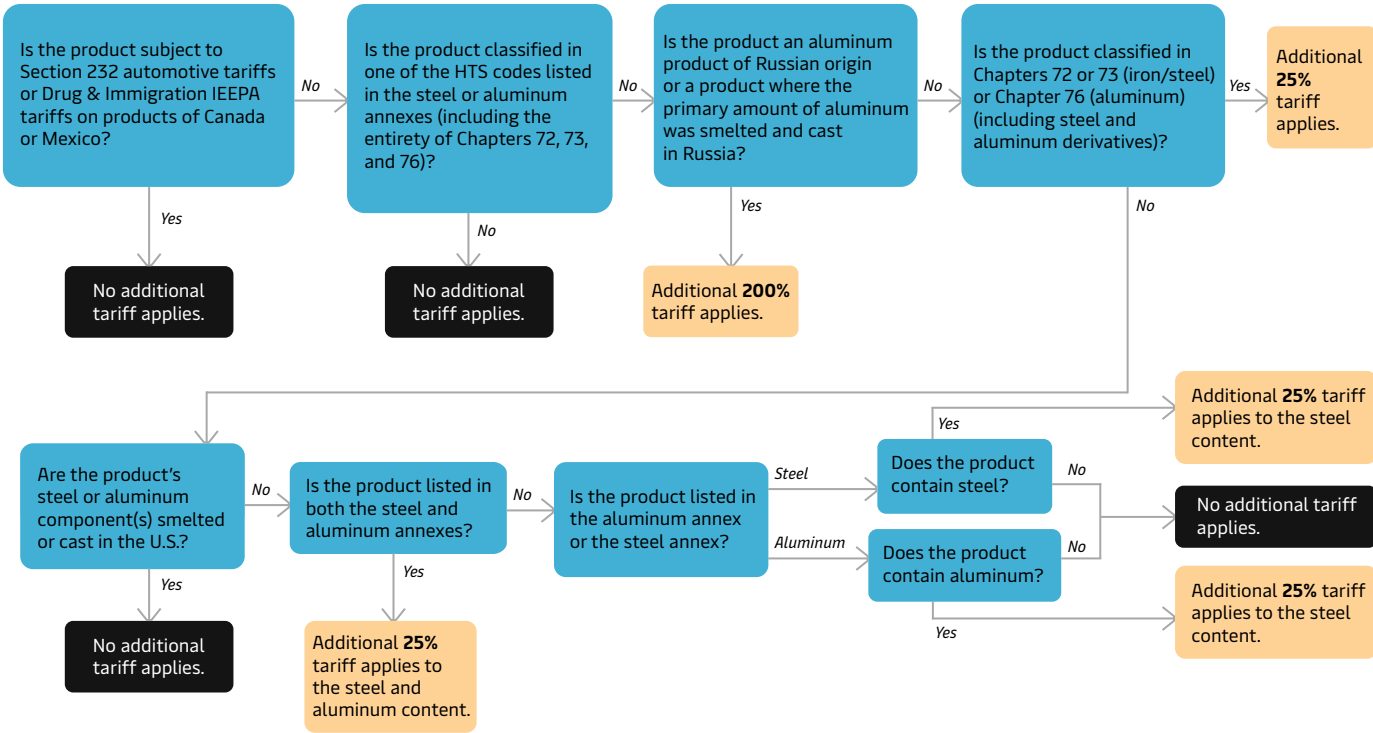 Is the product subject to
Section 232 automotive tariffs
or Drug & Immigration IEEPA
tariffs on products of Canada
or Mexico?
No
Is the product classified in
one of the HTS codes listed
in the steel or aluminum
annexes (including the
entirety of Chapters 72, 73,
and 76)?
No
Is the product an aluminum
product of Russian origin
or a product where the
primary amount of aluminum
was smelted and cast
in Russia?
No
Is the product classified in
Chapters 72 or 73 (iron/steel)
or Chapter 76 (aluminum)
(including steel and
aluminum derivatives)?
Yes
Additional
25%
tariff
applies.
Yes
No additional
tariff applies.
No
No additional
tariff applies.
Yes
Additional 200%
tariff applies.
No
Are the product's
steel or aluminum
component(s) smelted
or cast in the U.S.?
No
Is the product listed in
both the steel and
aluminum annexes?
No
Is the product listed in
the aluminum annex
or the steel annex?
Steel
Aluminum
Does the product
contain steel?
Yes
No
Does the product
contain aluminum?
No
Yes
Additional 25% tariff
applies to the steel
content.
No additional tariff
applies.
Additional 25% tariff
applies to the steel
content.
Yes
No additional
tariff applies.
Yes
Additional 25%
tariff applies to
the steel and
aluminum content.